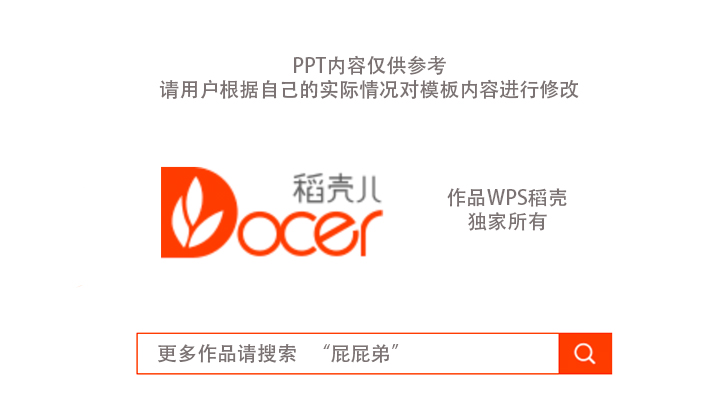 PPT内容仅供参考
请用户根据自己的实际情况对模板内容进行修改
稻壳儿
Docer
作品WPS稻壳
独家所有
更多作品请搜索 “屁屁弟”